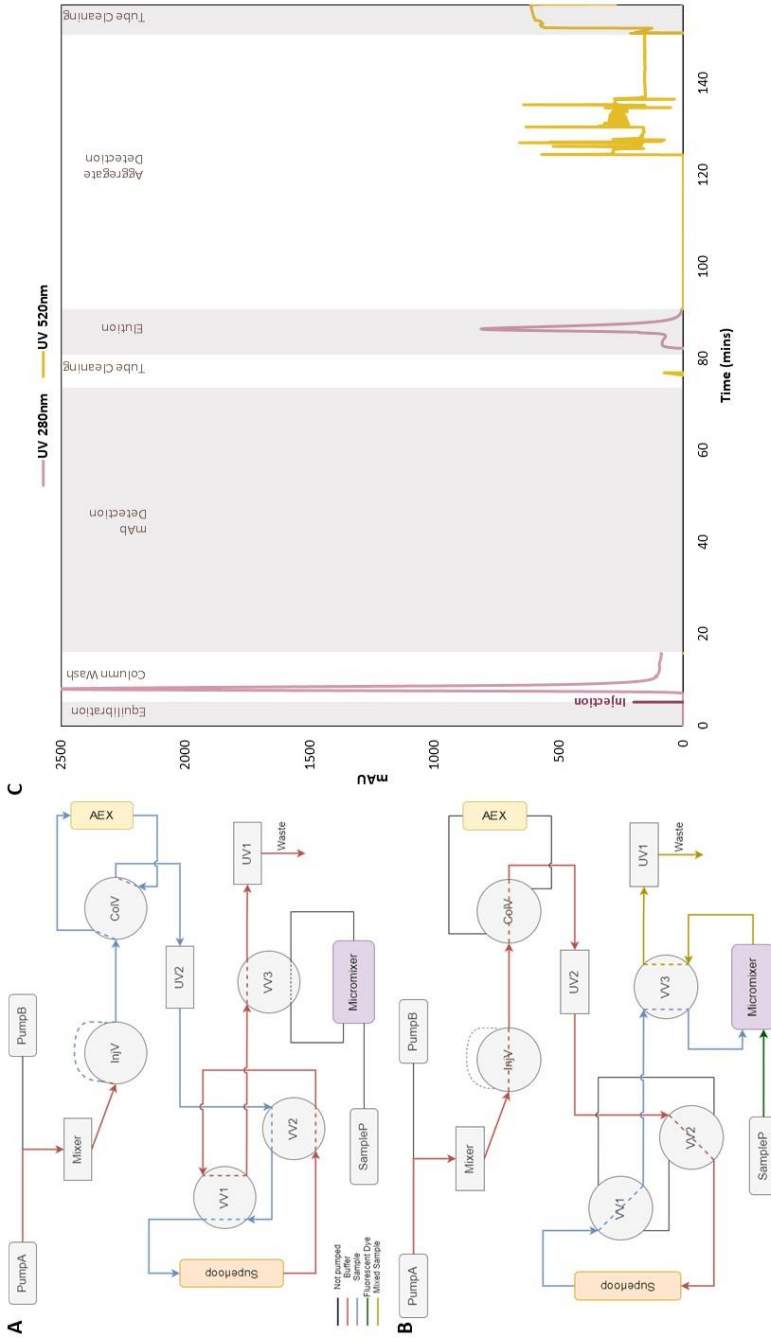 A
PumpA
PumpB
Mixer
InjV
ColV
AEX
UV2
Superloop
VV1
VV2
VV3
UV1
Waste
SampleP
Micromixer
Not pumped
Buffer
Sample
Fluorescent Dye
Mixed Sample
B
PumpA
PumpB
Mixer
InjV
ColV
AEX
UV2
Superloop
VV1
VV2
VV3
UV1
Waste
SampleP
Micromixer
C
UV 280nm
UV 520nm
2500
2000
1500
1000
500
0
mAU
Equilibration
Column Wash
mAb
Detection
Tube Cleaning
Elution
Aggregate
Detection
Tube Cleaning
Injection
0
20
40
60
80
100
120
140
Time (mins)